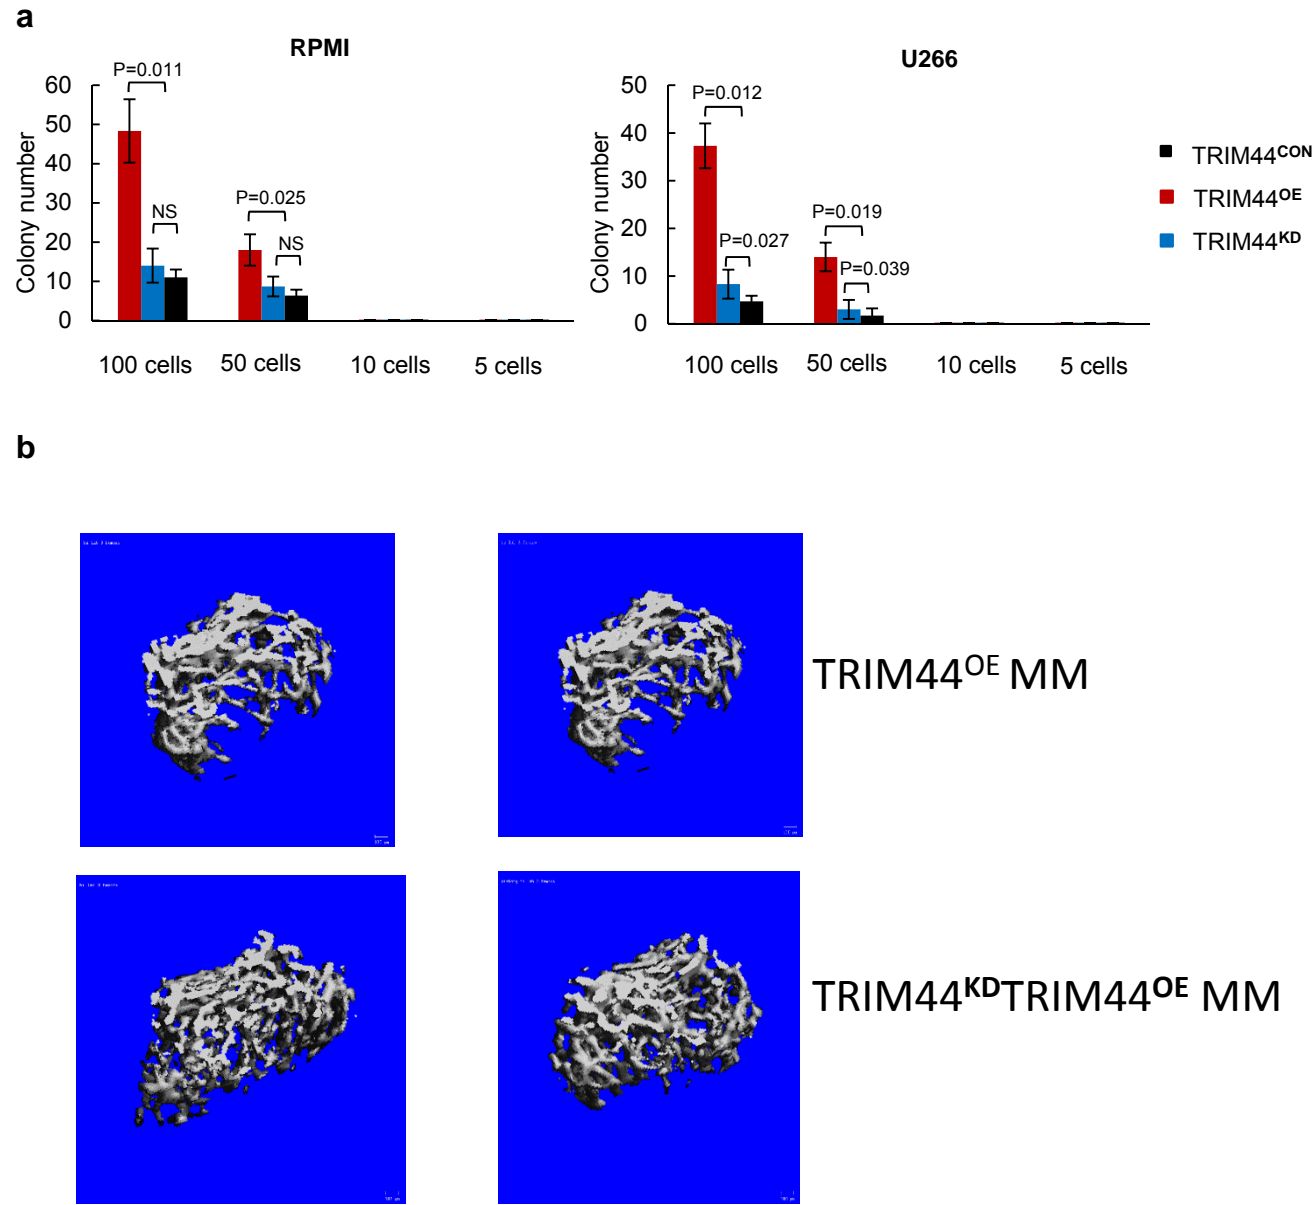 a
RPMI
U266
P=0.011
60
50
40
30
20
10
0
Colony number
NS
P=0.025
NS
100 cells
50 cells
10 cells
5 cells
50
40
30
20
10
0
Colony number
P=0.012
P=0.027
P=0.019
P=0.039
100 cells
50 cells
10 cells
5 cells
TRIM44CON
TRIM44OE
TRIM44KD
b
TRIM44OE MM
TRIM44KDTRIM44OE MM